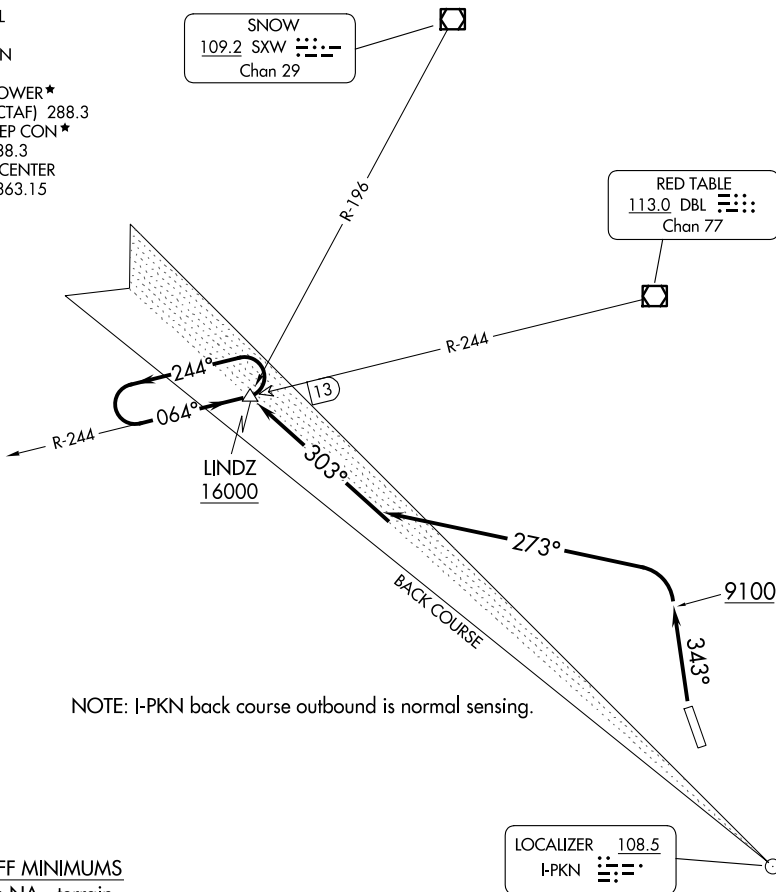 L
N
OWER★
CTAF) 288.3
EP CON★
38.3
CENTER
363.15
SNOW
109.2 SXW
Chan 29
RED TABLE
113.0 DBL
Chan 77
R-196
R-244
13
244°
064°
R-244
LINDZ
16000
303°
273°
9100
343°
BACK COURSE
NOTE: I-PKN back course outbound is normal sensing.
LOCALIZER 108.5
I-PKN
FF MINIMUMS